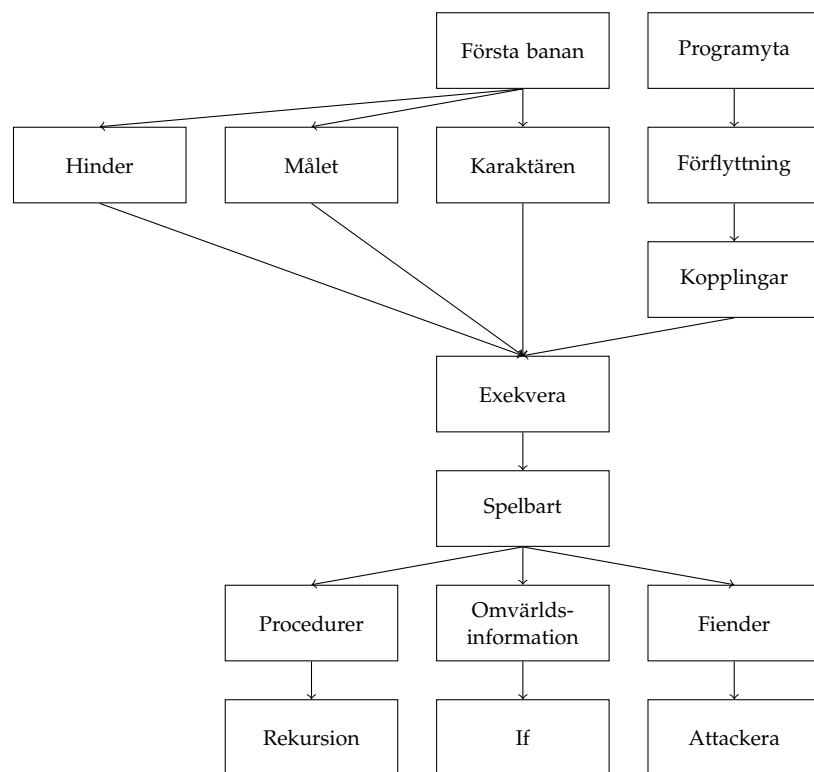 Första banan
Programyta
Hinder
Målet
Karaktären
Förflyttning
Kopplingar
Exekvera
Spelbart
Procedurer
Omvärlds-
information
Fiender
Rekursion
If
Attackera